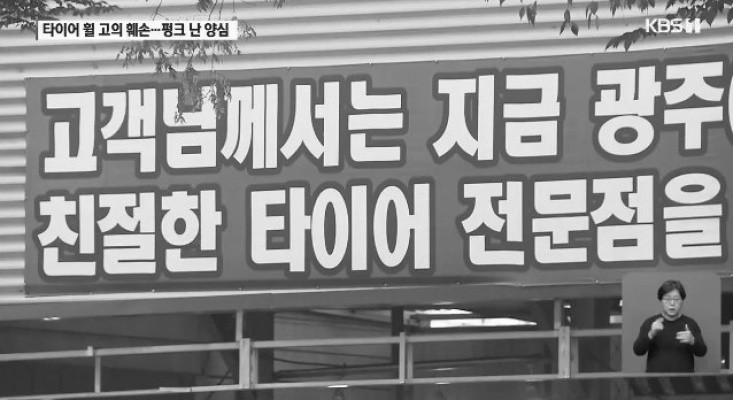 타이어 휠 고의 훼손…펑크 난 양심
KBS 1
고객님께서는 지금 광주
친절한 타이어 전문점을